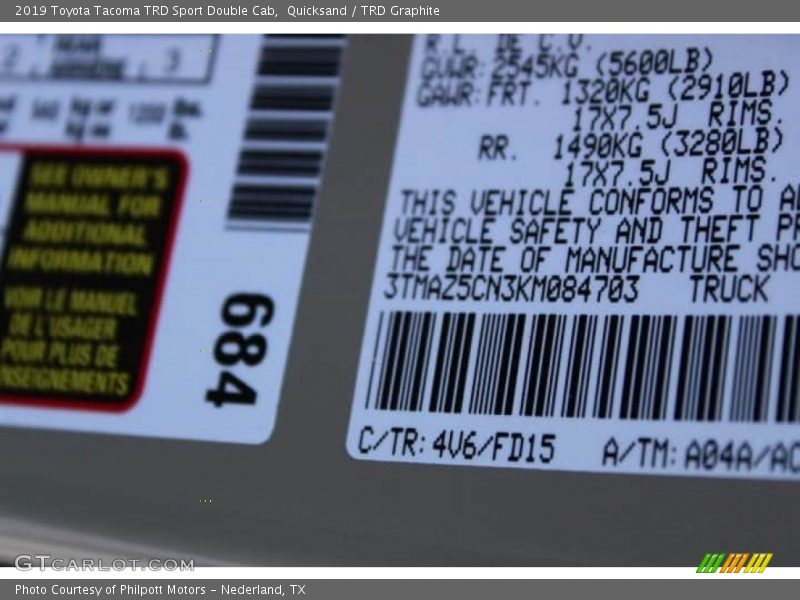 2019 Toyota Tacoma TRD Sport Double Cab, Quicksand / TRD Graphite
SEE OWNER'S
MANUAL FOR
ADDITIONAL
INFORMATION
VOIR LE MANUEL
DE L'USAGER
POUR PLUS DE
NSEIGNEMENTS
684
GVWR: 2545KG (5600LB)
GAWR: FRT. 1320KG (2910LB)
17X7.5J RIMS.
RR. 1490KG (3280LB)
17X7.5J RIMS.
THIS VEHICLE CONFORMS TO
VEHICLE SAFETY AND THEFT
THE DATE OF MANUFACTURE SHO
3TMAZ5CN3KM084703 TRUCK
C/TR: 4V6/FD15 A/TM: A04A/AC
GTCARLOT.COM
Photo Courtesy of Philpott Motors - Nederland, TX